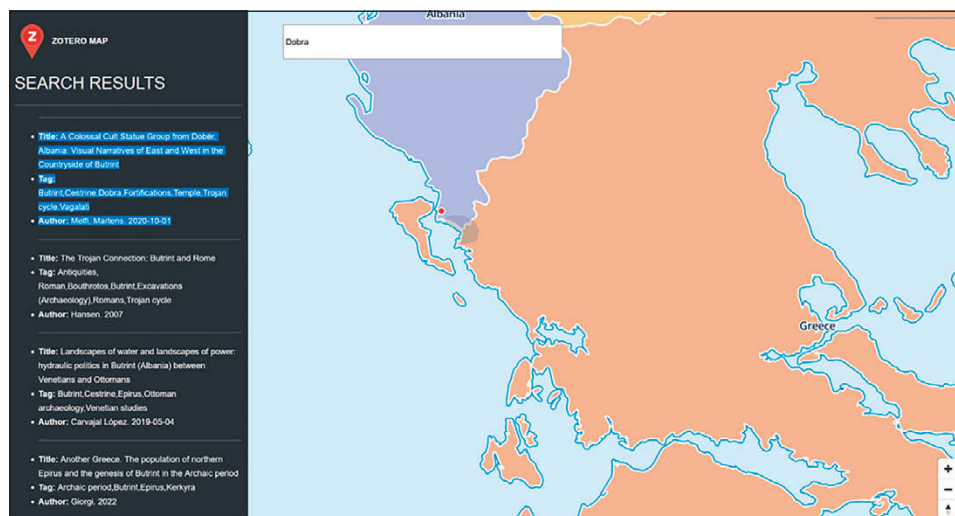 ZOTERO MAP
SEARCH RESULTS
Title: A Colossal Cult Statue Group from Dobër,
Albania: Visual Narratives of East and West in the
Countryside of Butrint
Tag:
Butrint,Cestrine,Dobra,Fortifications,Temple,Trojan
cycle,Vagalati
Author: Melfi, Martens. 2020-10-01
Title: The Trojan Connection: Butrint and Rome
Tag: Antiquities,
Roman,Bouthrotos,Butrint,Excavations
(Archaeology),Romans,Trojan cycle
Author: Hansen. 2007
Title: Landscapes of water and landscapes of power:
hydraulic politics in Butrint (Albania) between
Venetians and Ottomans
Tag: Butrint,Cestrine,Epirus,Ottoman
archaeology,Venetian studies
Author: Carvajal López. 2019-05-04
Title: Another Greece. The population of northern
Epirus and the genesis of Butrint in the Archaic period
Tag: Archaic period,Butrint,Epirus,Kerkyra
Author: Giorgi. 2022
Albania
Dobra
Greece